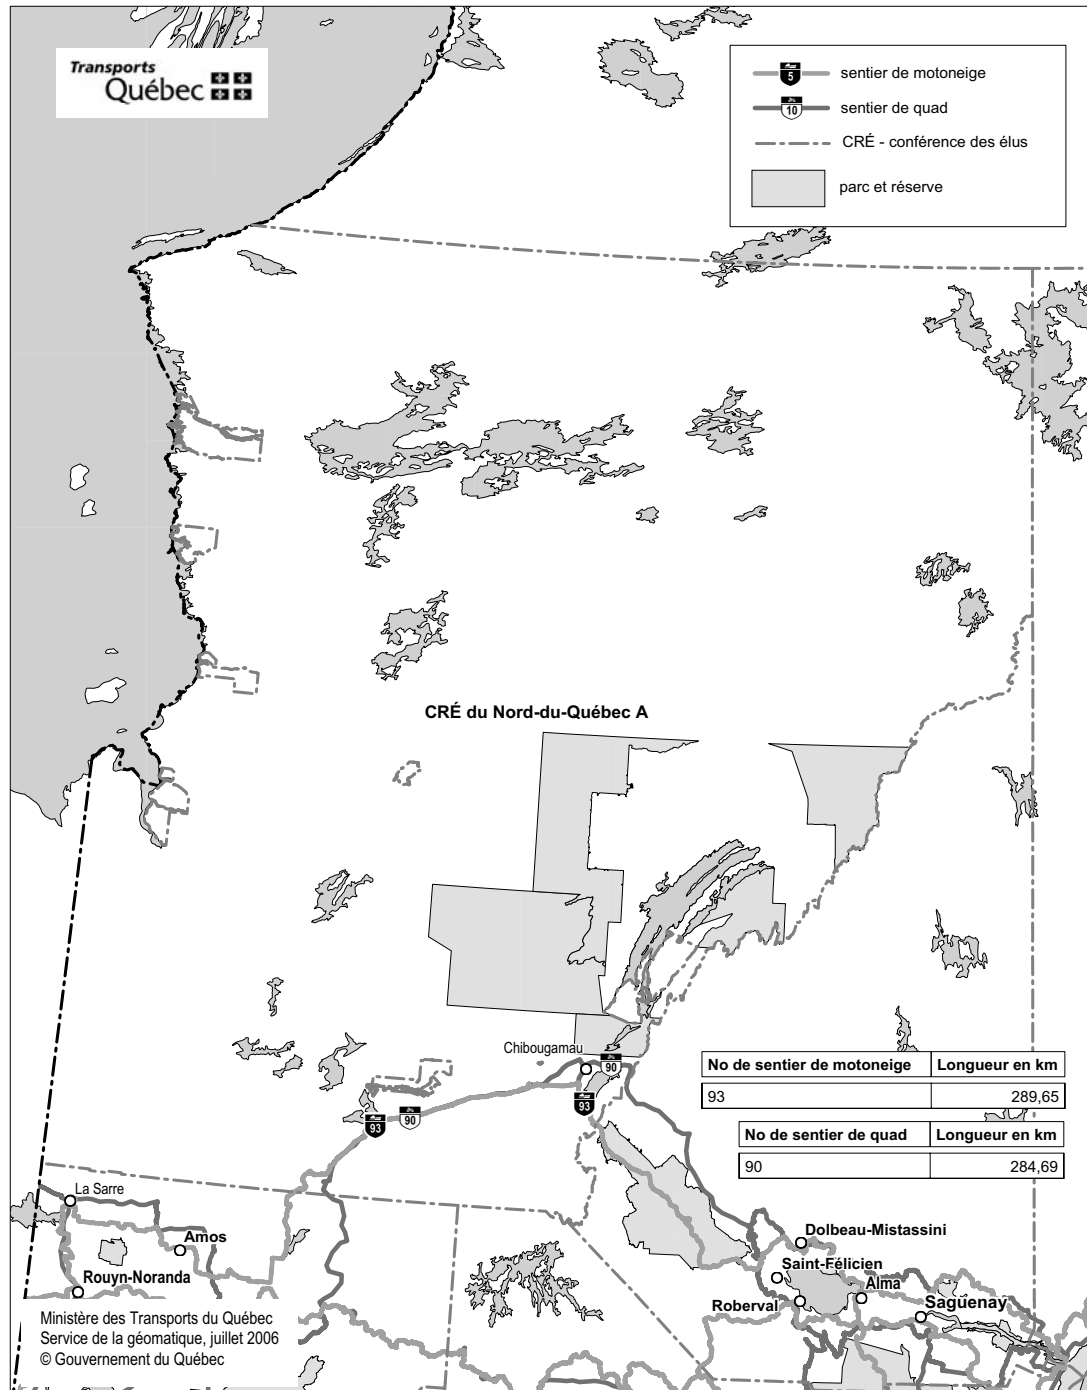 Transports
Québec
5
sentier de motoneige
10
sentier de quad
CRÉ - conférence des élus
parc et réserve
CRÉ du Nord-du-Québec A
Chibougamau
90
93
93
90
No de sentier de motoneige Longueur en km
93 289,65
No de sentier de quad Longueur en km
90 284,69
La Sarre
Amos
Rouyn-Noranda
Dolbeau-Mistassini
Saint-Félicien
Alma
Roberval
Saguenay
Ministère des Transports du Québec
Service de la géomatique, juillet 2006
© Gouvernement du Québec